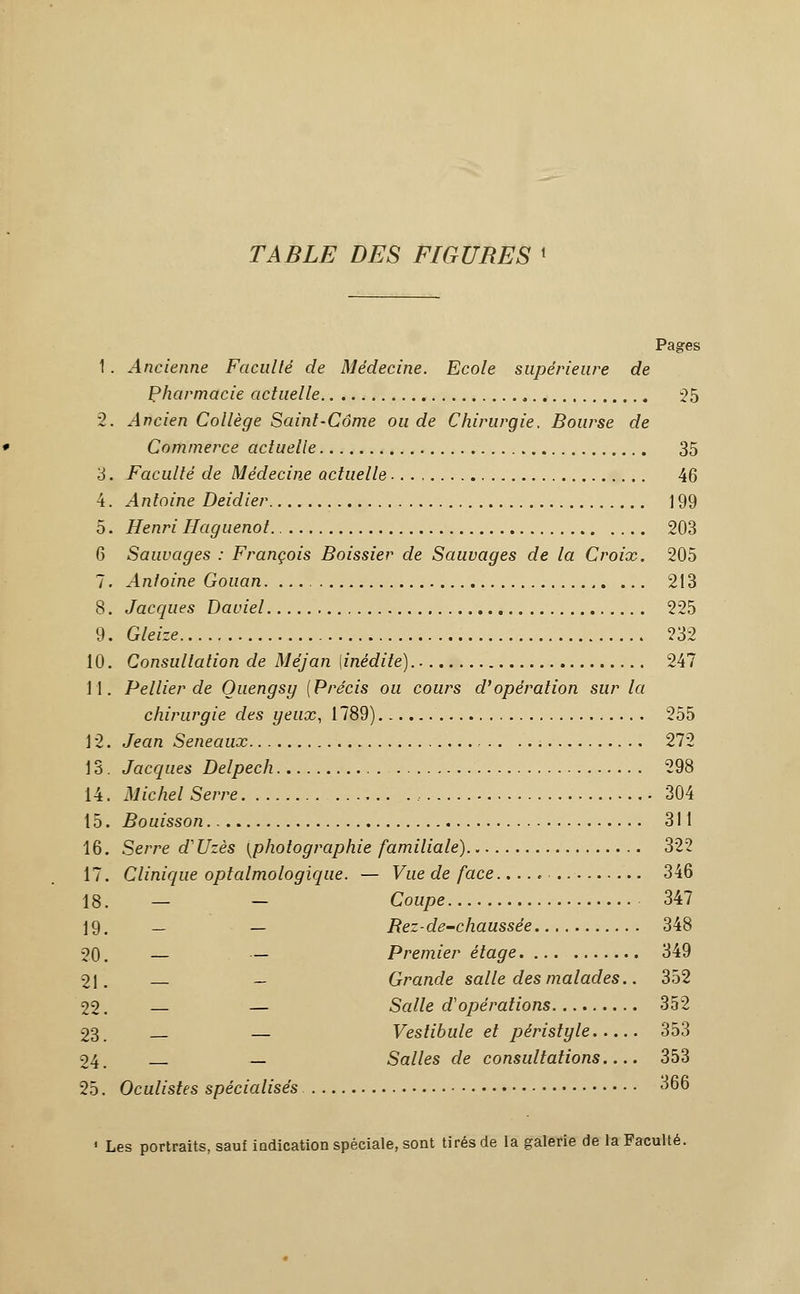 TABLE DES FIGURES ¹
Pages
1. Ancienne Faculté de Médecine. Ecole supérieure de
Pharmacie actuelle........ 25
2. Ancien Collège Saint-Côme ou de Chirurgie. Bourse de
Commerce actuelle........ 35
3. Faculté de Médecine actuelle........ 46
4. Antoine Deidier........ 199
5. Henri Haguenot........ 203
6 Sauvages : François Boissier de Sauvages de la Croix. 205
7. Antoine Gouan........ 213
8. Jacques Daviel........ 225
9. Gleize........ 232
10. Consultation de Méjan (inédite)........ 247
11. Pellier de Quengsy (Précis ou cours d'opération sur la
chirurgie des yeux, 1789)........ 255
12. Jean Seneaux........ 272
13. Jacques Delpech........ 298
14. Michel Serre........ 304
15. Bouisson........ 311
16. Serre d'Uzès (photographie familiale)........ 322
17. Clinique optalmologique. — Vue de face........ 346
18. — — Coupe........ 347
19. — — Rez-de-chaussée........ 348
20. — — Premier étage........ 349
21. — — Grande salle des malades.. 352
22. — — Salle d'opérations........ 352
23. — — Vestibule et péristyle..... 353
24. — — Salles de consultations.... 353
25. Oculistes spécialisés........ 366
¹ Les portraits, sauf indication spéciale, sont tirés de la galerie de la Faculté.